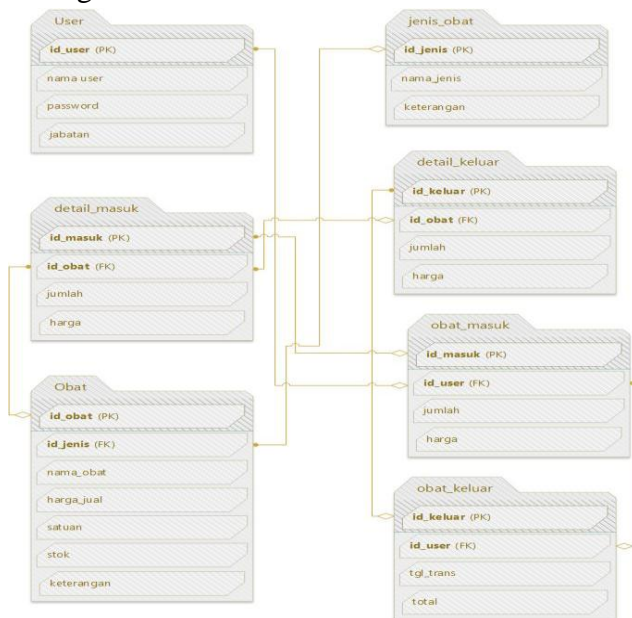 User
id_user (PK)
nama user
password
jabatan
jenis_obat
id_jenis (PK)
nama_jenis
keterangan
detail_masuk
id_masuk (PK)
id_obat (FK)
jumlah
harga
detail_keluar
id_keluar (PK)
id_obat (FK)
jumlah
harga
Obat
id_obat (PK)
id_jenis (FK)
nama_obat
harga_jual
satuan
stok
keterangan
obat_masuk
id_masuk (PK)
id_user (FK)
jumlah
harga
obat_keluar
id_keluar (PK)
id_user (FK)
tgl_trans
total